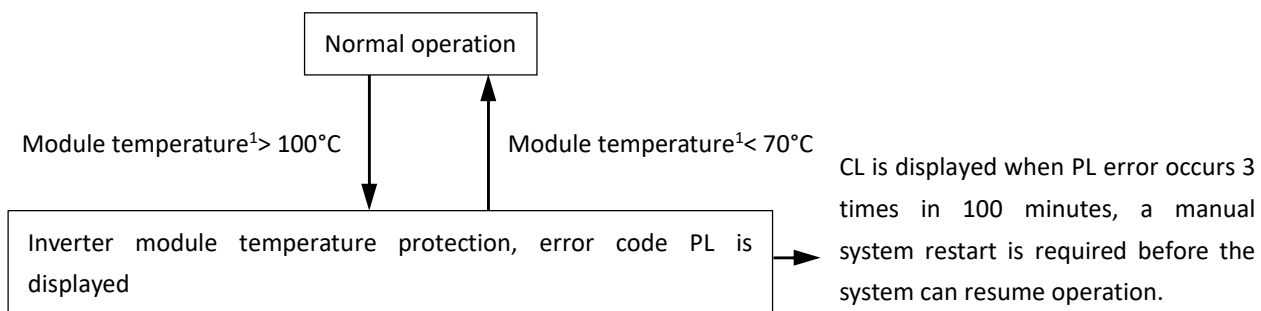 Normal operation
Module temperature¹> 100°C
Module temperature¹< 70°C
Inverter module temperature protection, error code PL is
displayed
CL is displayed when PL error occurs 3
times in 100 minutes, a manual
system restart is required before the
system can resume operation.